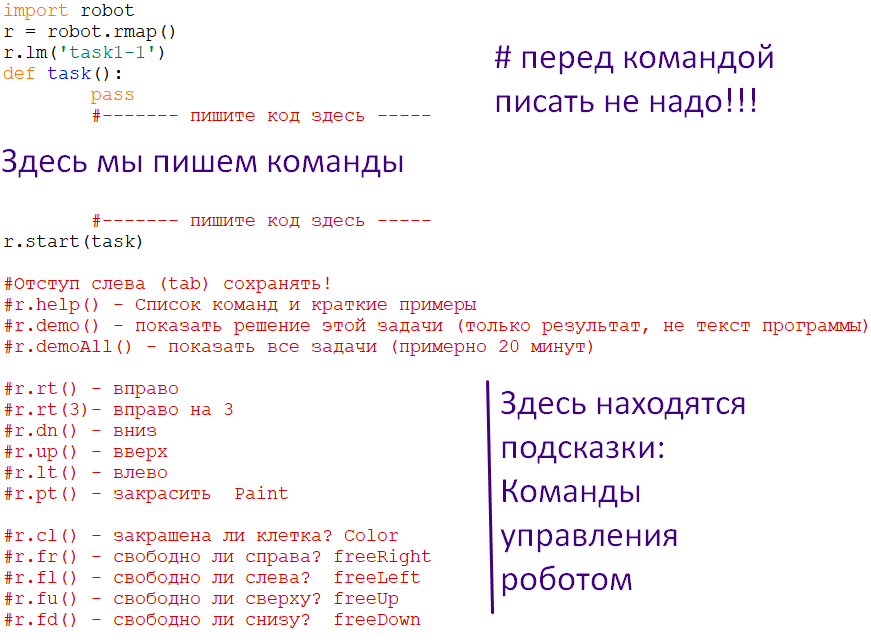 import robot
r = robot.rmap()
r.lm('task1-1')
def task():
pass
#------- пишите код здесь -----
# перед командой
писать не надо!!!
Здесь мы пишем команды
#------- пишите код здесь -----
r.start(task)
#Отступ слева (tab) сохранять!
#r.help() - Список команд и краткие примеры
#r.demo() - показать решение этой задачи (только результат, не текст программы)
#r.demoAll() - показать все задачи (примерно 20 минут)
#r.rt() - вправо
#r.rt(3)- вправо на 3
#r.dn() - вниз
#r.up() - вверх
#r.lt() - влево
#r.pt() - закрасить  Paint
#r.cl() - закрашена ли клетка? Color
#r.fr() - свободно ли справа? freeRight
#r.fl() - свободно ли слева?  freeLeft
#r.fu() - свободно ли сверху? freeUp
#r.fd() - свободно ли снизу?  freeDown
Здесь находятся
подсказки:
Команды
управления
роботом